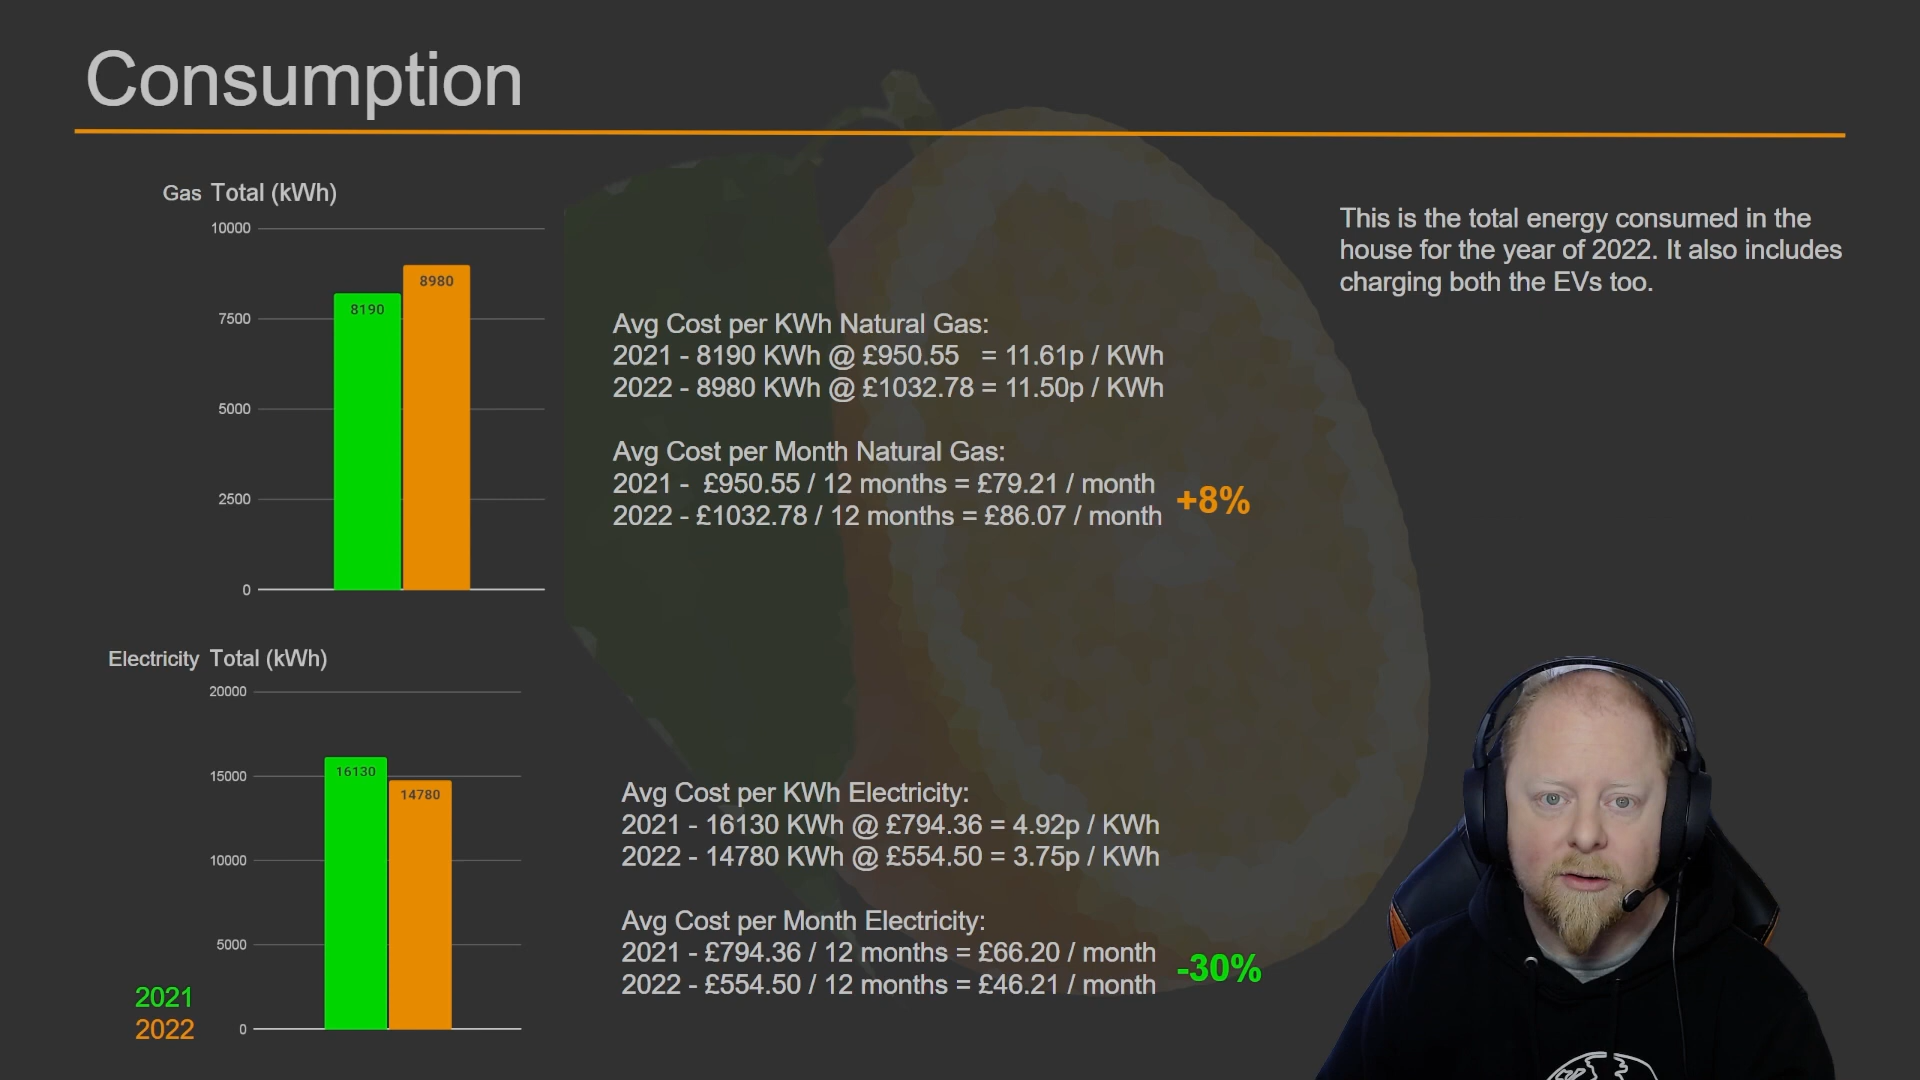 Consumption
Gas Total (kWh)
10000
7500
5000
2500
0
8190
8980
Avg Cost per KWh Natural Gas:
2021 - 8190 KWh @ £950.55 = 11.61p / KWh
2022 - 8980 KWh @ £1032.78 = 11.50p / KWh
Avg Cost per Month Natural Gas:
2021 - £950.55 / 12 months = £79.21 / month
2022 - £1032.78 / 12 months = £86.07 / month
+8%
This is the total energy consumed in the
house for the year of 2022. It also includes
charging both the EVs too.
Electricity Total (kWh)
20000
15000
10000
5000
0
16130
14780
2021
2022
Avg Cost per KWh Electricity:
2021 - 16130 KWh @ £794.36 = 4.92p / KWh
2022 - 14780 KWh @ £554.50 = 3.75p / KWh
Avg Cost per Month Electricity:
2021 - £794.36 / 12 months = £66.20 / month
2022 - £554.50 / 12 months = £46.21 / month
-30%